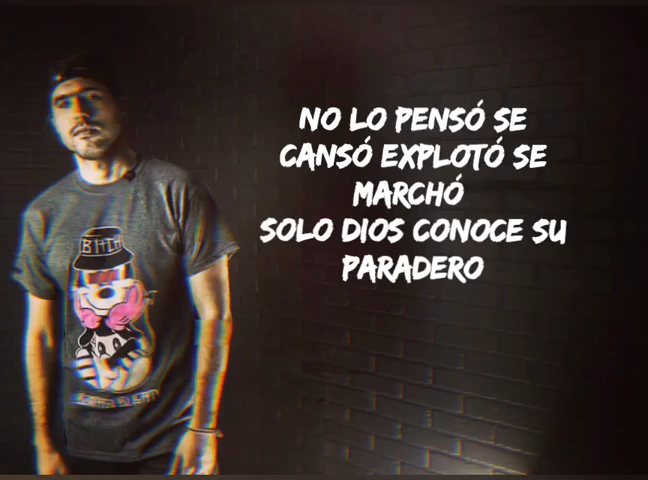 NO LO PENSÓ SE
CANSÓ EXPLOTÓ SE
MARCHÓ
SOLO DIOS CONOCE SU
PARADERO